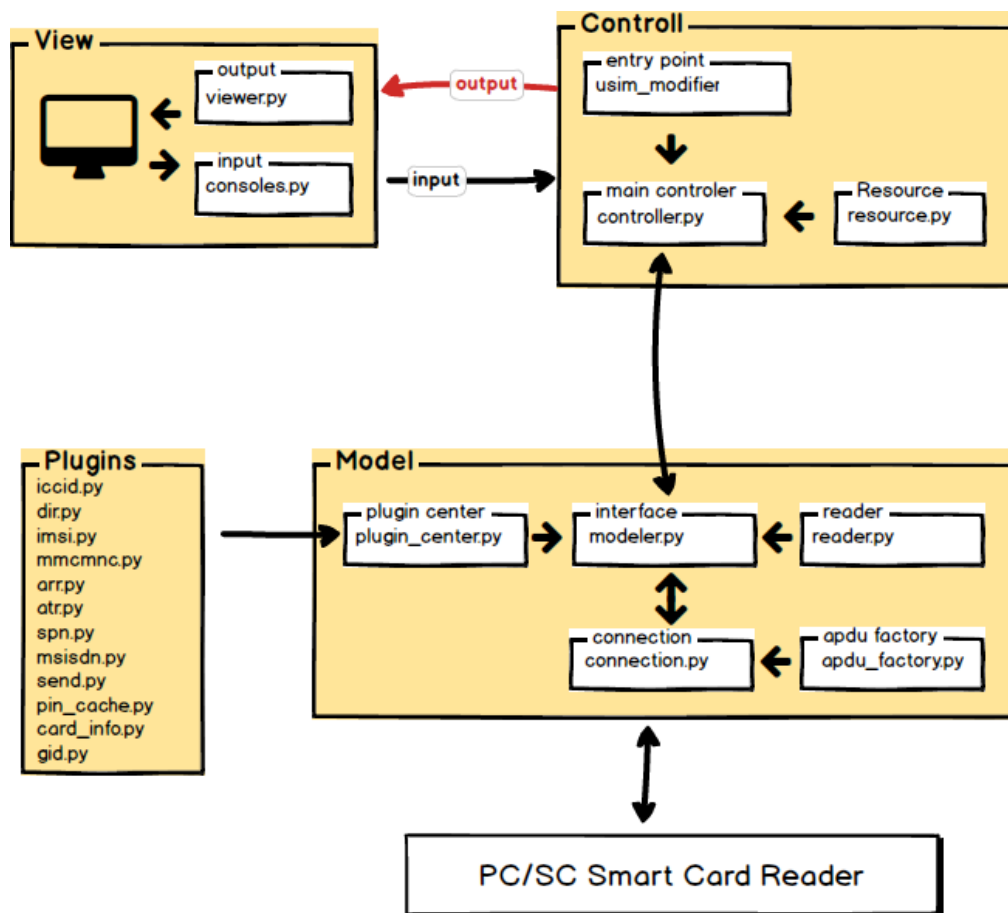 View
output
viewer.py
input
consoles.py
output
input
Controll
entry point
usim_modifier
main controler
controller.py
Resource
resource.py
Plugins
iccid.py
dir.py
imsi.py
mmcmnc.py
arr.py
atr.py
spn.py
msisdn.py
send.py
pin_cache.py
card_info.py
gid.py
Model
plugin center
plugin_center.py
interface
modeler.py
reader
reader.py
connection
connection.py
apdu factory
apdu_factory.py
PC/SC Smart Card Reader